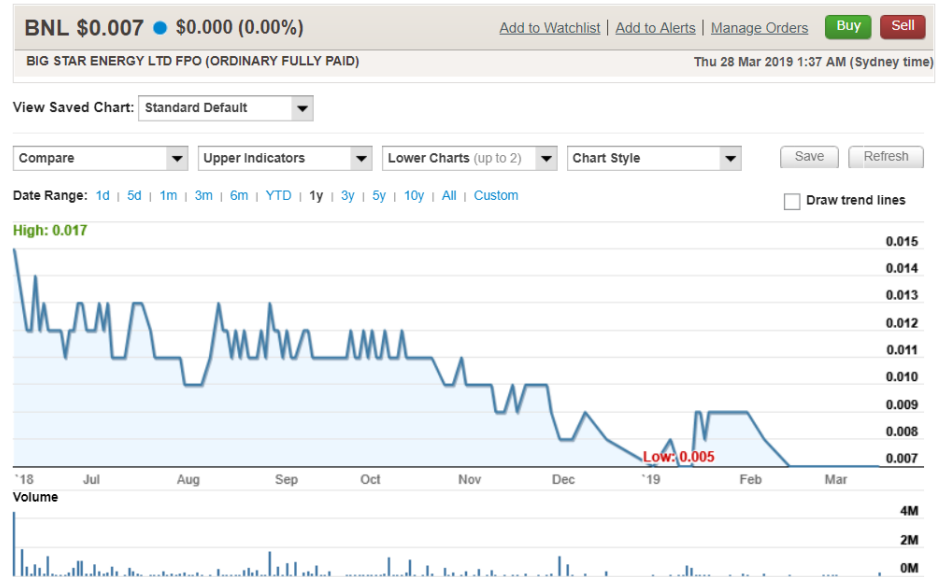 BNL $0.007 $0.000 (0.00%) Add to Watchlist | Add to Alerts | Manage Orders Buy Sell
BIG STAR ENERGY LTD FPO (ORDINARY FULLY PAID) Thu 28 Mar 2019 1:37 AM (Sydney time)
View Saved Chart: Standard Default
Compare Upper Indicators Lower Charts (up to 2) Chart Style Save Refresh
Date Range: 1d | 5d | 1m | 3m | 6m | YTD | 1y | 3y | 5y | 10y | All | Custom Draw trend lines
High: 0.017
0.015
0.014
0.013
0.012
0.011
0.010
0.009
0.008
Low: 0.005 0.007
`18 Jul Aug Sep Oct Nov Dec `19 Feb Mar
Volume
4M
2M
0M